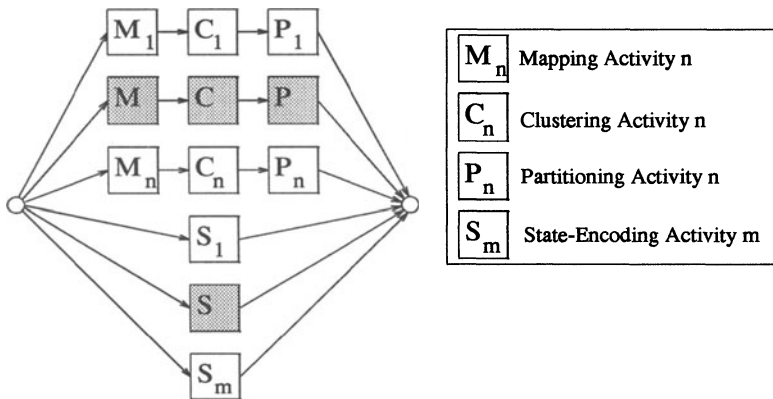 M1 C1 P1
M C P
Mn Cn Pn
S1
S
Sm
Mn Mapping Activity n
Cn Clustering Activity n
Pn Partitioning Activity n
Sm State-Encoding Activity m